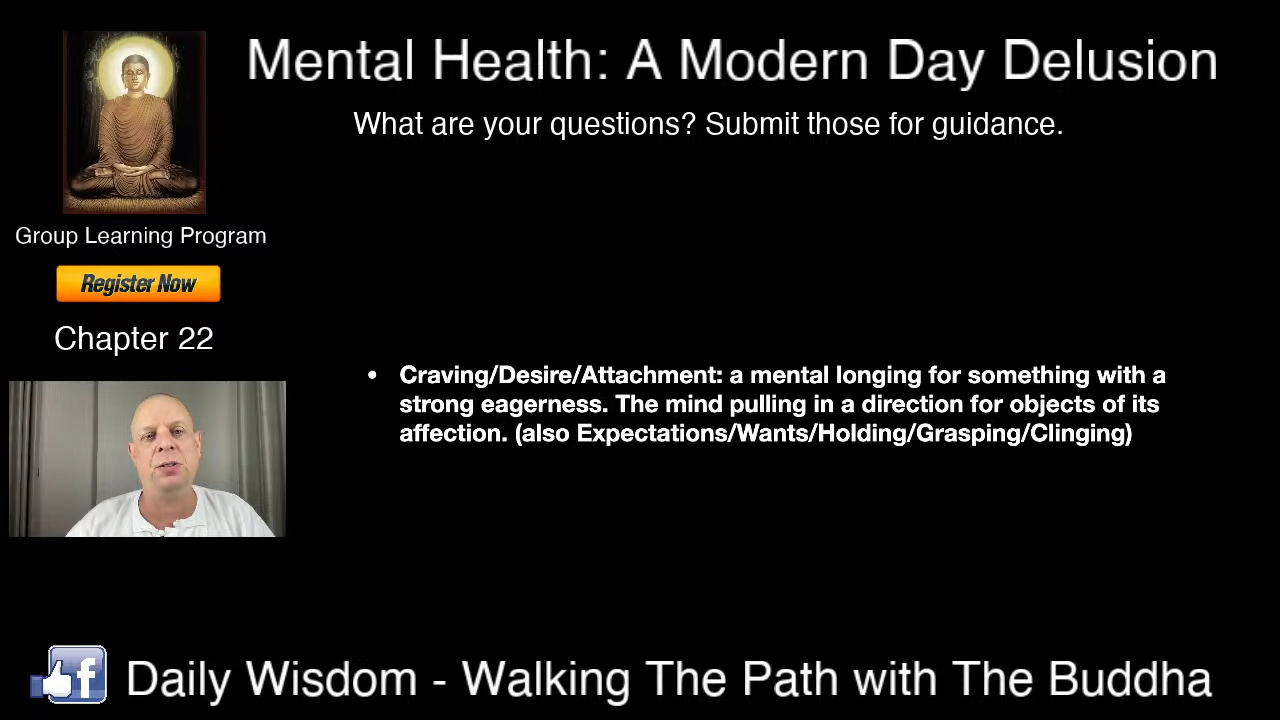 Mental Health: A Modern Day Delusion
What are your questions? Submit those for guidance.
Group Learning Program
Register Now
Chapter 22
• Craving/Desire/Attachment: a mental longing for something with a
strong eagerness. The mind pulling in a direction for objects of its
affection. (also Expectations/Wants/Holding/Grasping/Clinging)
f
Daily Wisdom - Walking The Path with The Buddha